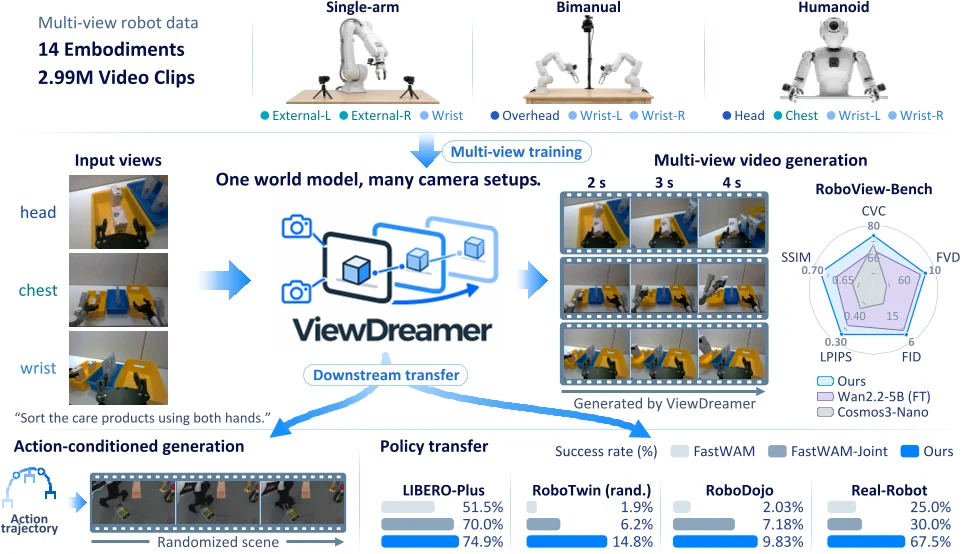 Multi-view robot data
14 Embodiments
2.99M Video Clips
Single-arm
External-L External-R Wrist
Bimanual
Overhead Wrist-L Wrist-R
Humanoid
Head Chest Wrist-L Wrist-R
Multi-view training
Input views
head
chest
wrist
“Sort the care products using both hands.”
One world model, many camera setups.
ViewDreamer
Downstream transfer
Multi-view video generation
2 s 3 s 4 s
Generated by ViewDreamer
RoboView-Bench
CVC
80
66
SSIM
0.70
0.65
FVD
10
60
0.40
15
0.30
LPIPS
6
FID
Ours
Wan2.2-5B (FT)
Cosmos3-Nano
Action-conditioned generation
Action
trajectory
Randomized scene
Policy transfer
Success rate (%) FastWAM FastWAM-Joint Ours
LIBERO-Plus
51.5%
70.0%
74.9%
RoboTwin (rand.)
1.9%
6.2%
14.8%
RoboDojo
2.03%
7.18%
9.83%
Real-Robot
25.0%
30.0%
67.5%